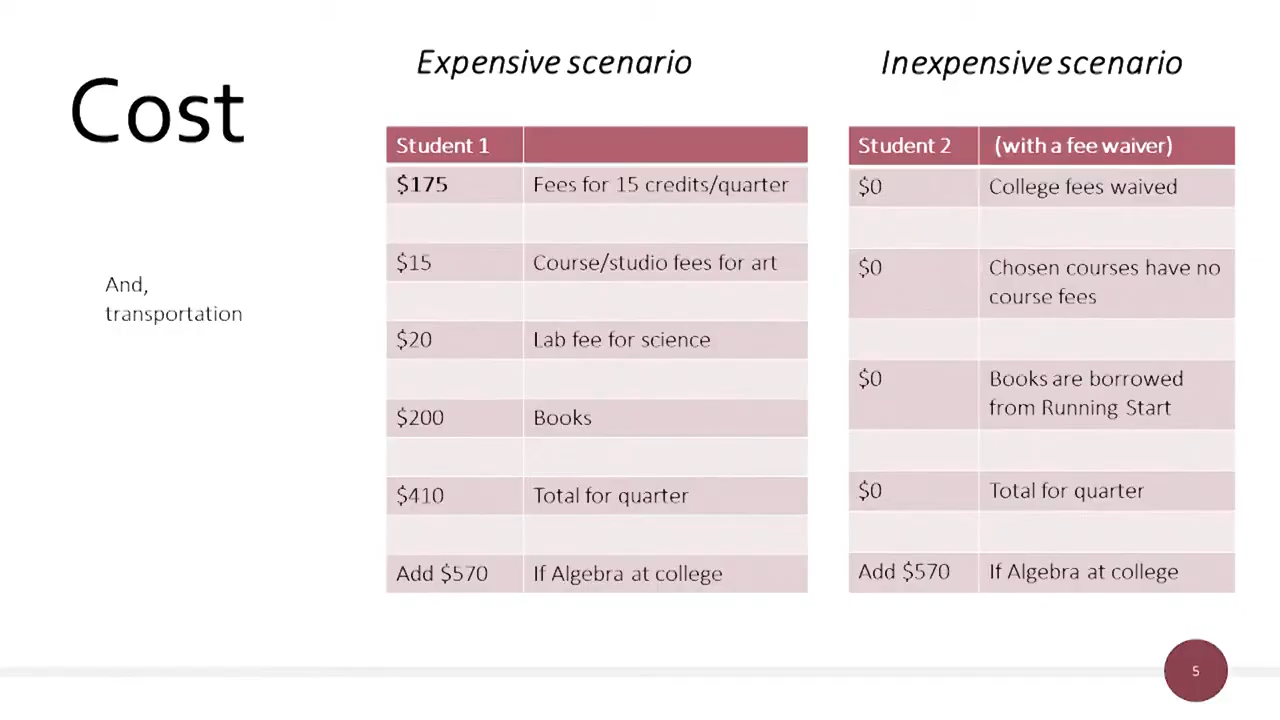 Cost
And,
transportation
Expensive scenario
Student 1
$175 Fees for 15 credits/quarter
$15 Course/studio fees for art
$20 Lab fee for science
$200 Books
$410 Total for quarter
Add $570 If Algebra at college
Inexpensive scenario
Student 2 (with a fee waiver)
$0 College fees waived
$0 Chosen courses have no
course fees
$0 Books are borrowed
from Running Start
$0 Total for quarter
Add $570 If Algebra at college
5